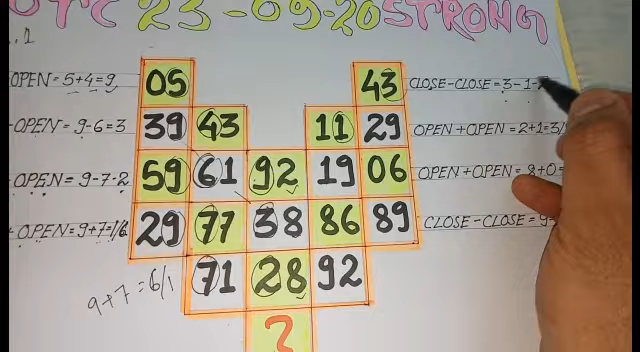 OTC 23-09-20 STRONG
.. 1
OPEN = 5+4=9 05 43 CLOSE-CLOSE = 3-1=
-OPEN = 9-6=3 39 43 11 29 OPEN+OPEN = 2+1=3/
-OPEN = 9-7=2 59 61 92 19 06 OPEN+OPEN = 8+0=
OPEN=9+7=1/6 29 77 38 86 89 CLOSE-CLOSE = 9-
9+7=6/1 71 28 92
?